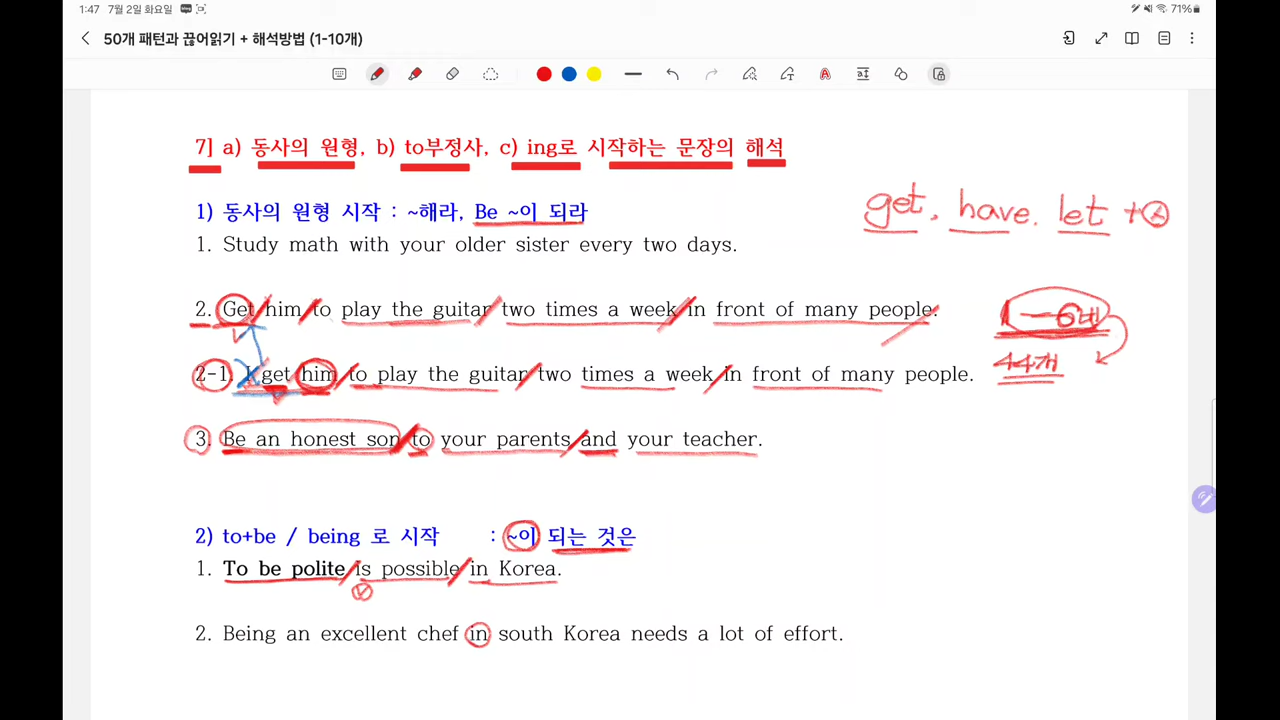 1:47 7월 2일 화요일
71%
50개 패턴과 끊어읽기 + 해석방법 (1-10개)
7] a) 동사의 원형, b) to부정사, c) ing로 시작하는 문장의 해석
1) 동사의 원형 시작 : ~해라, Be ~이 되라
get, have. let + A
1. Study math with your older sister every two days.
2. Get him to play the guitar two times a week in front of many people.
1 - 6개
2-1. I get him to play the guitar two times a week in front of many people.
44개
3. Be an honest son to your parents and your teacher.
2) to+be / being 로 시작 : ~이 되는 것은
1. To be polite is possible in Korea.
V
2. Being an excellent chef in south Korea needs a lot of effort.